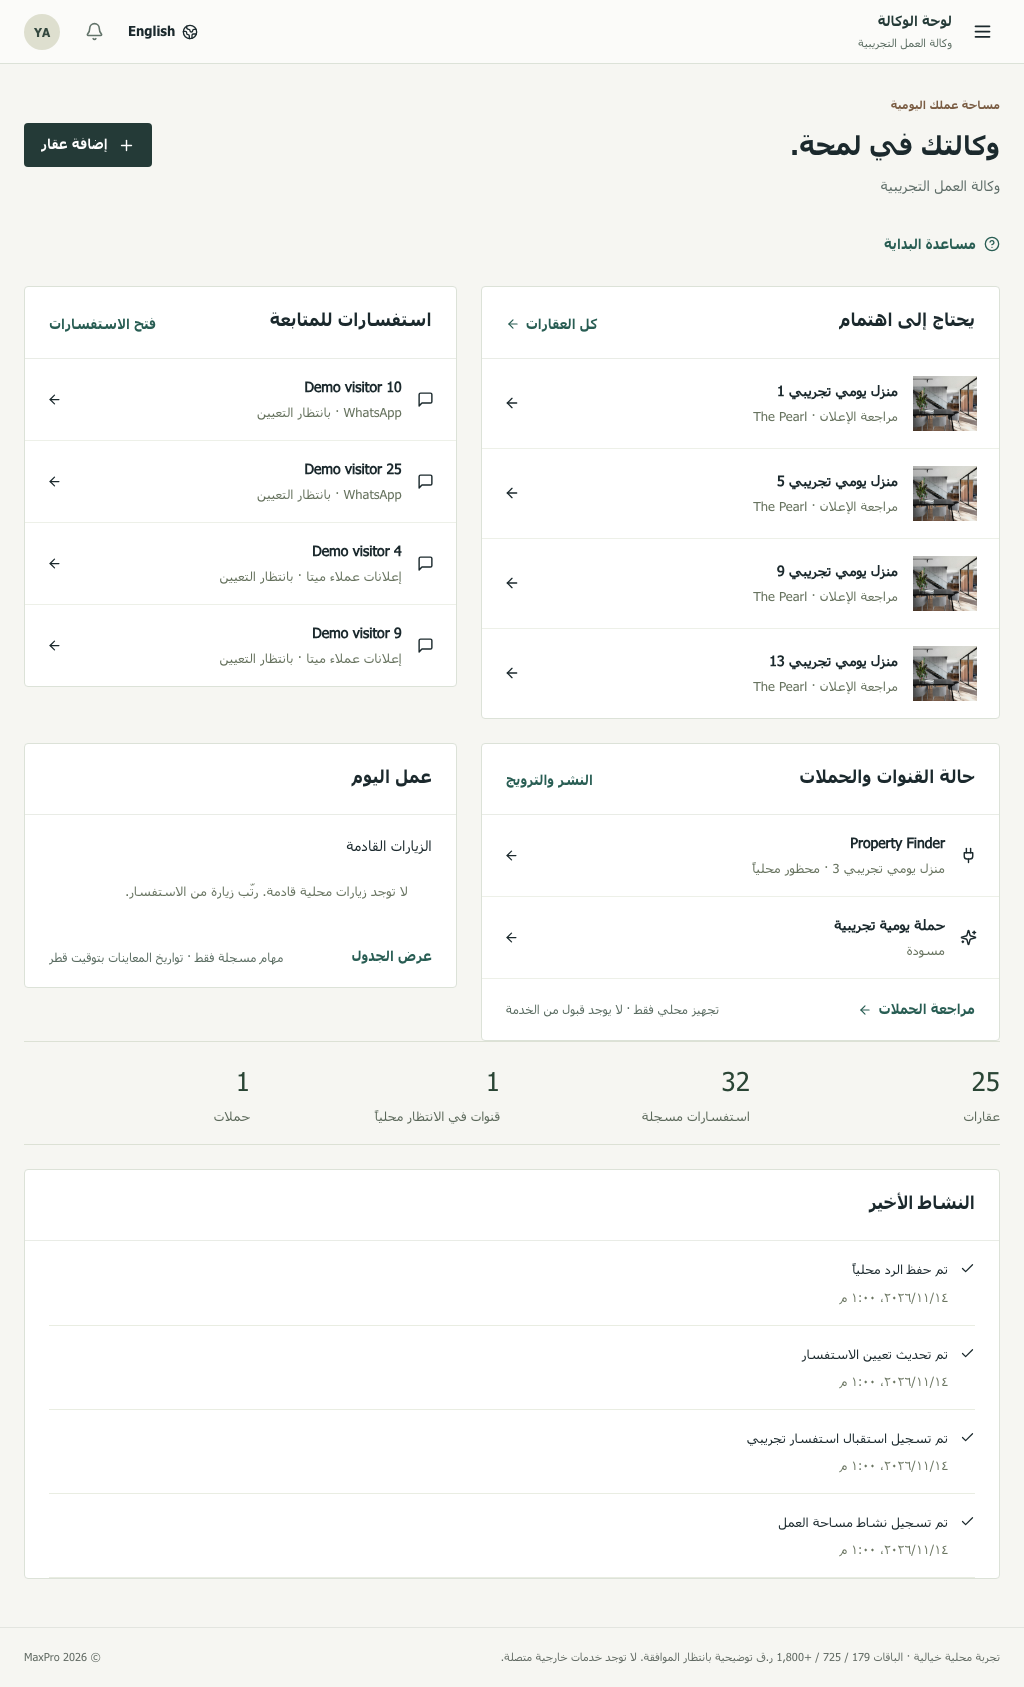 لوحة الوكالة
وكالة العمل التجريبية
English
YA
مساحة عملك اليومية
وكالتك في لمحة.
وكالة العمل التجريبية
إضافة عقار
مساعدة البداية
يحتاج إلى اهتمام
كل العقارات
منزل يومي تجريبي 1
مراجعة الإعلان · The Pearl
منزل يومي تجريبي 5
مراجعة الإعلان · The Pearl
منزل يومي تجريبي 9
مراجعة الإعلان · The Pearl
منزل يومي تجريبي 13
مراجعة الإعلان · The Pearl
استفسارات للمتابعة
فتح الاستفسارات
Demo visitor 10
WhatsApp · بانتظار التعيين
Demo visitor 25
WhatsApp · بانتظار التعيين
Demo visitor 4
إعلانات عملاء ميتا · بانتظار التعيين
Demo visitor 9
إعلانات عملاء ميتا · بانتظار التعيين
حالة القنوات والحملات
النشر والترويج
Property Finder
منزل يومي تجريبي 3 · محظور محلياً
حملة يومية تجريبية
مسودة
مراجعة الحملات
تجهيز محلي فقط · لا يوجد قبول من الخدمة
عمل اليوم
الزيارات القادمة
لا توجد زيارات محلية قادمة. رتّب زيارة من الاستفسار.
عرض الجدول
مهام مسجلة فقط · تواريخ المعاينات بتوقيت قطر
25
عقارات
32
استفسارات مسجلة
1
قنوات في الانتظار محلياً
1
حملات
النشاط الأخير
تم حفظ الرد محلياً
١٤‏/١١‏/٢٠٢٦، ١:٠٠ م
تم تحديث تعيين الاستفسار
١٤‏/١١‏/٢٠٢٦، ١:٠٠ م
تم تسجيل استقبال استفسار تجريبي
١٤‏/١١‏/٢٠٢٦، ١:٠٠ م
تم تسجيل نشاط مساحة العمل
١٤‏/١١‏/٢٠٢٦، ١:٠٠ م
تجربة محلية خيالية · الباقات 179 / 725 / +1,800 ر.ق توضيحية بانتظار الموافقة. لا توجد خدمات خارجية متصلة.
© 2026 MaxPro